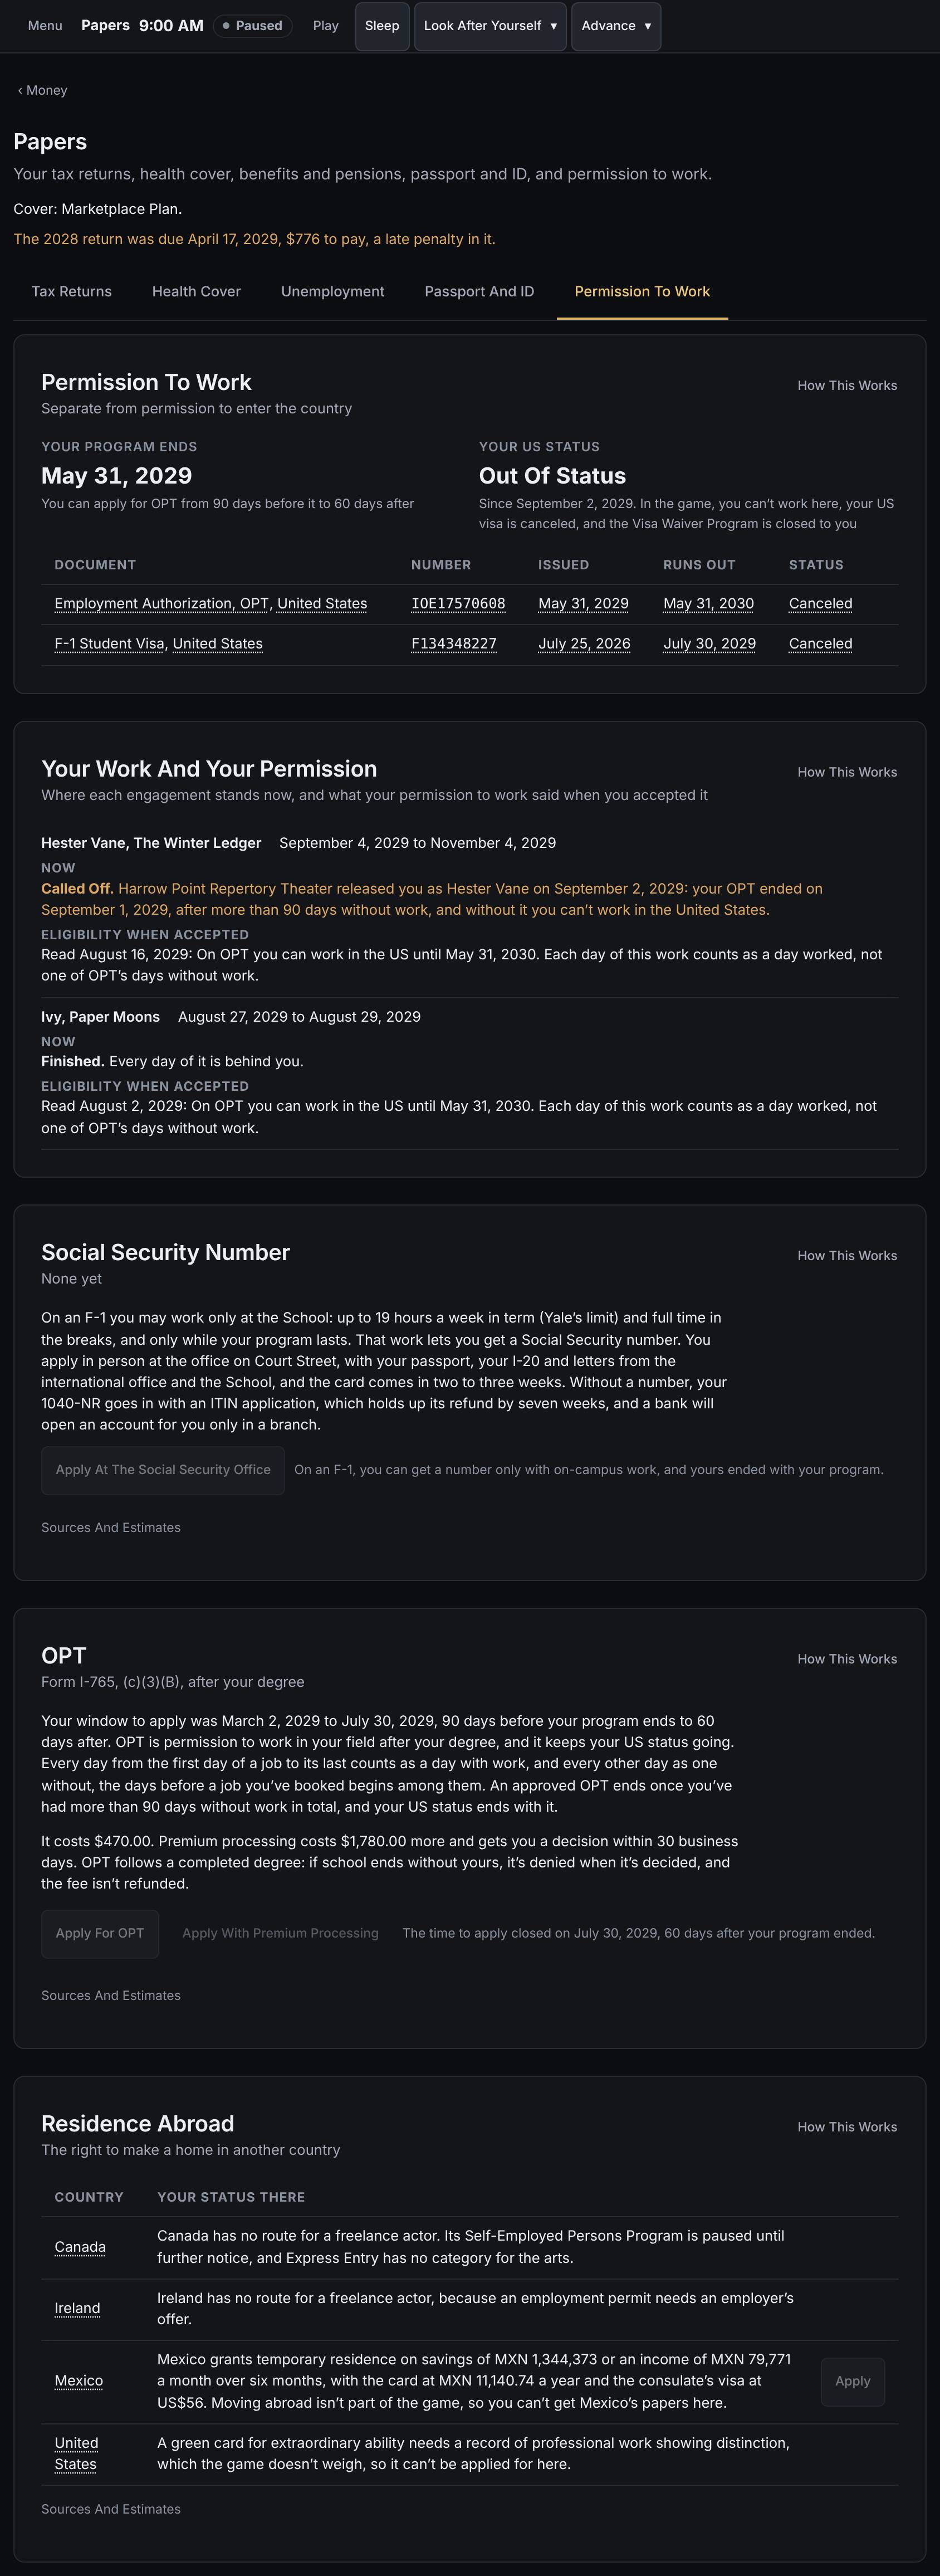 Menu Papers 9:00 AM Paused Play Sleep Look After Yourself ▾ Advance ▾
‹ Money
Papers
Your tax returns, health cover, benefits and pensions, passport and ID, and permission to work.
Cover: Marketplace Plan.
The 2028 return was due April 17, 2029, $776 to pay, a late penalty in it.
Tax Returns Health Cover Unemployment Passport And ID Permission To Work
Permission To Work How This Works
Separate from permission to enter the country
YOUR PROGRAM ENDS
May 31, 2029
You can apply for OPT from 90 days before it to 60 days after
YOUR US STATUS
Out Of Status
Since September 2, 2029. In the game, you can’t work here, your US
visa is canceled, and the Visa Waiver Program is closed to you
DOCUMENT NUMBER ISSUED RUNS OUT STATUS
Employment Authorization, OPT, United States IOE17570608 May 31, 2029 May 31, 2030 Canceled
F-1 Student Visa, United States F134348227 July 25, 2026 July 30, 2029 Canceled
Your Work And Your Permission How This Works
Where each engagement stands now, and what your permission to work said when you accepted it
Hester Vane, The Winter Ledger September 4, 2029 to November 4, 2029
NOW
Called Off. Harrow Point Repertory Theater released you as Hester Vane on September 2, 2029: your OPT ended on
September 1, 2029, after more than 90 days without work, and without it you can’t work in the United States.
ELIGIBILITY WHEN ACCEPTED
Read August 16, 2029: On OPT you can work in the US until May 31, 2030. Each day of this work counts as a day worked, not
one of OPT’s days without work.
Ivy, Paper Moons August 27, 2029 to August 29, 2029
NOW
Finished. Every day of it is behind you.
ELIGIBILITY WHEN ACCEPTED
Read August 2, 2029: On OPT you can work in the US until May 31, 2030. Each day of this work counts as a day worked, not
one of OPT’s days without work.
Social Security Number How This Works
None yet
On an F-1 you may work only at the School: up to 19 hours a week in term (Yale’s limit) and full time in
the breaks, and only while your program lasts. That work lets you get a Social Security number. You
apply in person at the office on Court Street, with your passport, your I-20 and letters from the
international office and the School, and the card comes in two to three weeks. Without a number, your
1040-NR goes in with an ITIN application, which holds up its refund by seven weeks, and a bank will
open an account for you only in a branch.
Apply At The Social Security Office On an F-1, you can get a number only with on-campus work, and yours ended with your program.
Sources And Estimates
OPT How This Works
Form I-765, (c)(3)(B), after your degree
Your window to apply was March 2, 2029 to July 30, 2029, 90 days before your program ends to 60
days after. OPT is permission to work in your field after your degree, and it keeps your US status going.
Every day from the first day of a job to its last counts as a day with work, and every other day as one
without, the days before a job you’ve booked begins among them. An approved OPT ends once you’ve
had more than 90 days without work in total, and your US status ends with it.
It costs $470.00. Premium processing costs $1,780.00 more and gets you a decision within 30 business
days. OPT follows a completed degree: if school ends without yours, it’s denied when it’s decided, and
the fee isn’t refunded.
Apply For OPT Apply With Premium Processing The time to apply closed on July 30, 2029, 60 days after your program ended.
Sources And Estimates
Residence Abroad How This Works
The right to make a home in another country
COUNTRY YOUR STATUS THERE
Canada Canada has no route for a freelance actor. Its Self-Employed Persons Program is paused until
further notice, and Express Entry has no category for the arts.
Ireland Ireland has no route for a freelance actor, because an employment permit needs an employer’s
offer.
Mexico grants temporary residence on savings of MXN 1,344,373 or an income of MXN 79,771
Mexico a month over six months, with the card at MXN 11,140.74 a year and the consulate’s visa at Apply
US$56. Moving abroad isn’t part of the game, so you can’t get Mexico’s papers here.
United A green card for extraordinary ability needs a record of professional work showing distinction,
States which the game doesn’t weigh, so it can’t be applied for here.
Sources And Estimates